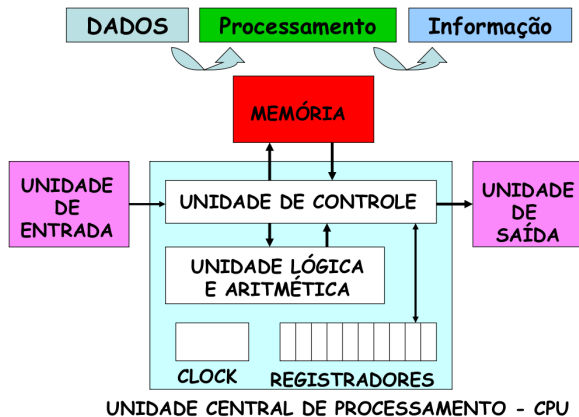 DADOS
Processamento
Informação
MEMÓRIA
UNIDADE
DE
ENTRADA
UNIDADE DE CONTROLE
UNIDADE
DE
SAÍDA
UNIDADE LÓGICA
E ARITMÉTICA
CLOCK
REGISTRADORES
UNIDADE CENTRAL DE PROCESSAMENTO - CPU